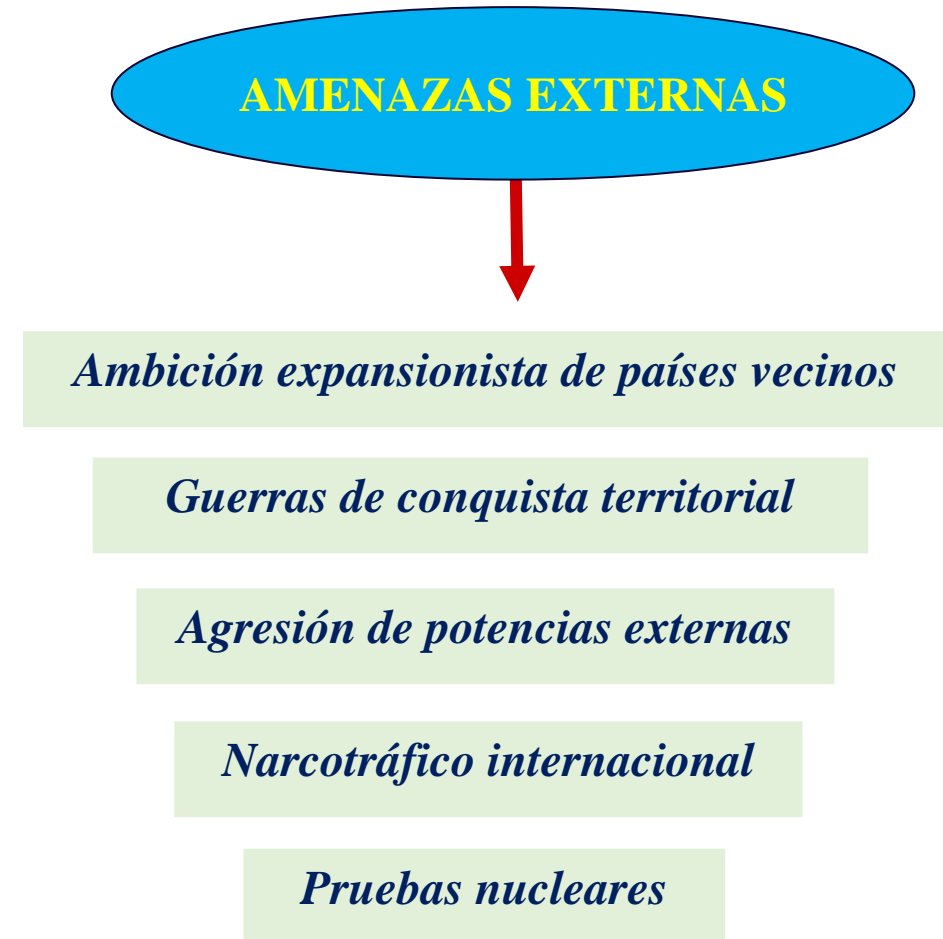 AMENAZAS EXTERNAS
Ambición expansionista de países vecinos
Guerras de conquista territorial
Agresión de potencias externas
Narcotráfico internacional
Pruebas nucleares